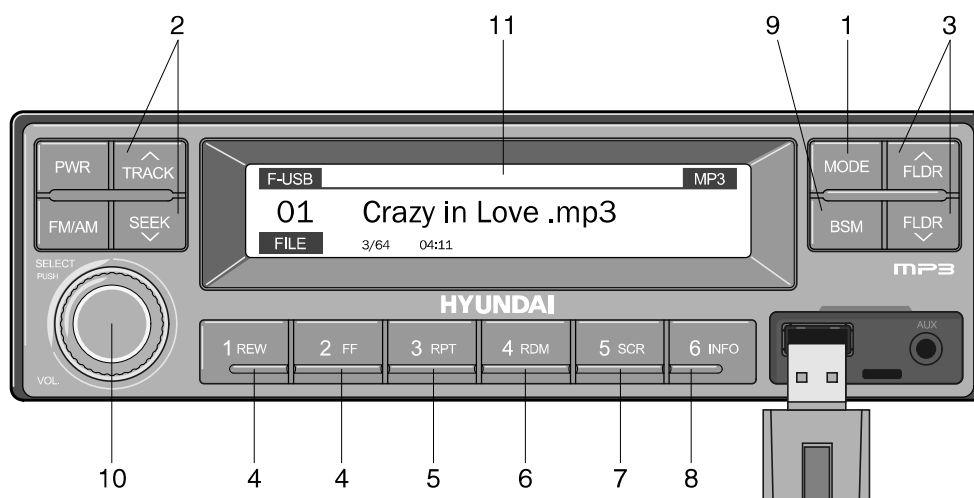 2 11 9 1 3
PWR TRACK
FM/AM SEEK
F-USB MP3
01 Crazy in Love .mp3
FILE 3/64 04:11
MODE FLDR
BSM FLDR
SELECT
PUSH
VOL.
HYUNDAI
MP3
AUX
1 REW 2 FF 3 RPT 4 RDM 5 SCR 6 INFO
10 4 4 5 6 7 8